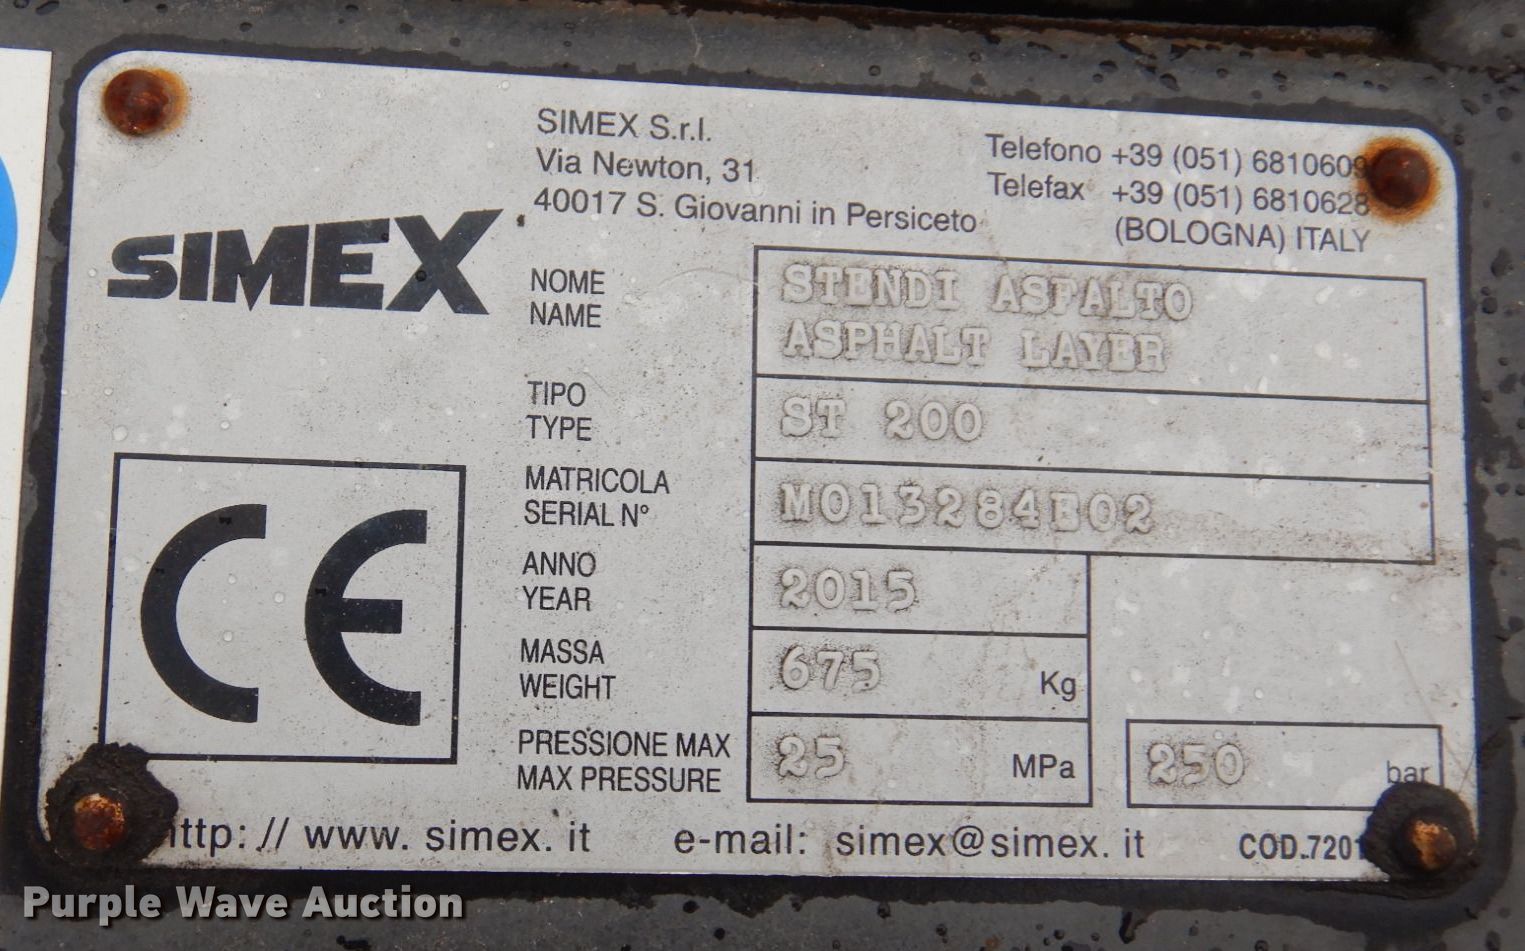 SIMEX S.r.l.
Via Newton, 31
40017 S. Giovanni in Persiceto
Telefono +39 (051) 6810609
Telefax +39 (051) 6810628
(BOLOGNA) ITALY
SIMEX
NOME
NAME
STENDI ASFALTO
ASPHALT LAYER
TIPO
TYPE
ST 200
MATRICOLA
SERIAL N°
M013284E02
ANNO
YEAR
2015
MASSA
WEIGHT
675 Kg
PRESSIONE MAX
MAX PRESSURE
25 MPa
250 bar
CE
http: // www. simex. it e-mail: simex@simex. it COD.7201
Purple Wave Auction